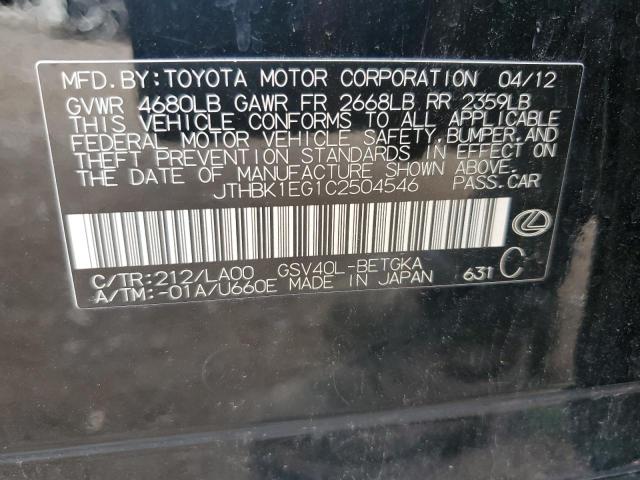 MFD. BY: TOYOTA MOTOR CORPORATION 04/12
GVWR 4680LB GAWR FR 2668LB RR 2359LB
THIS VEHICLE CONFORMS TO ALL APPLICABLE
FEDERAL MOTOR VEHICLE SAFETY, BUMPER, AND
THEFT PREVENTION STANDARDS IN EFFECT ON
THE DATE OF MANUFACTURE SHOWN ABOVE.
JTHBK1EG1C2504546 PASS. CAR
C/TR: 212/LA00 GSV40L-BETGKA
A/TM: -01A/U660E MADE IN JAPAN 631 C